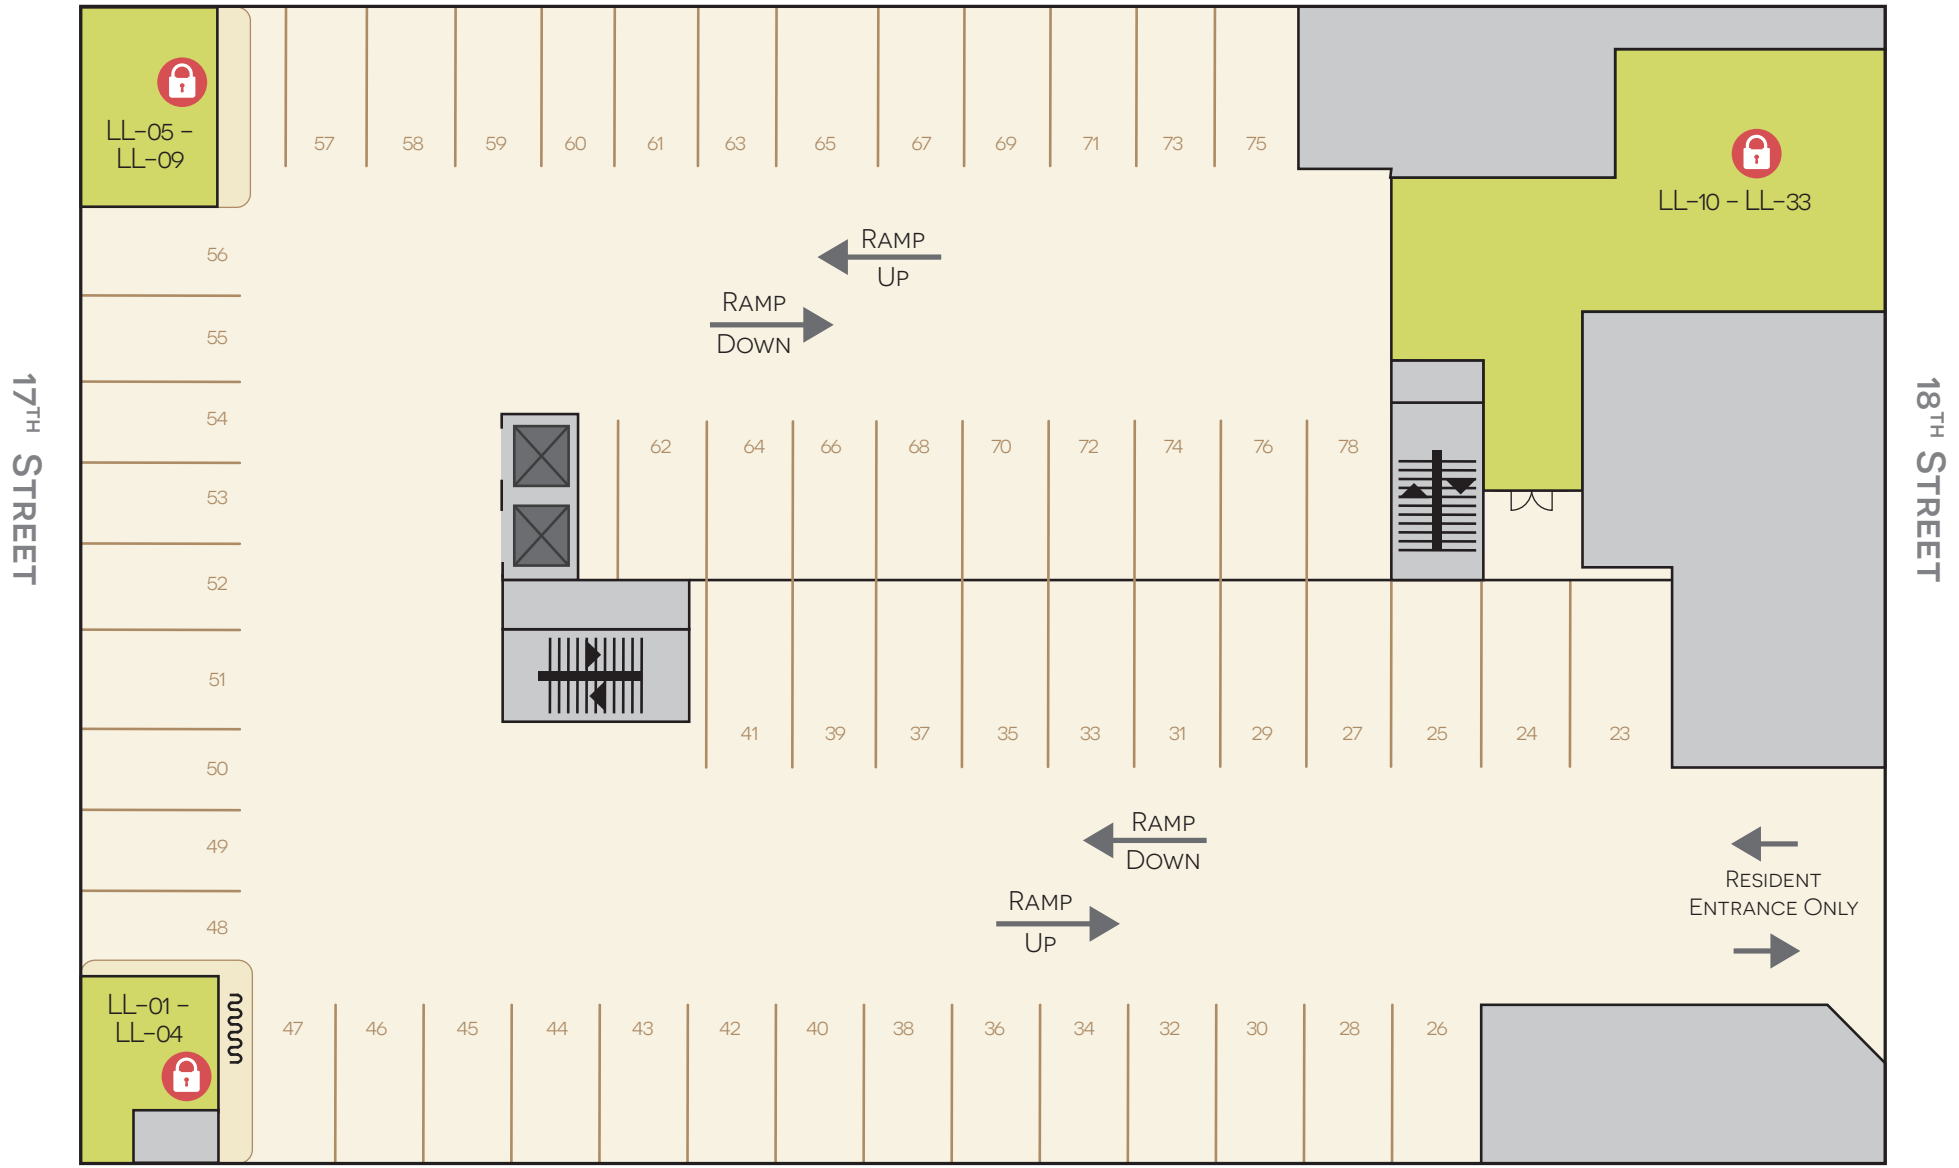 LL-05 -
LL-09
57 58 59 60 61 63 65 67 69 71 73 75
LL-10 - LL-33
56
RAMP
UP
RAMP
DOWN
55
54
53
52
51
50
49
48
17TH STREET
18TH STREET
62 64 66 68 70 72 74 76 78
41 39 37 35 33 31 29 27 25 24 23
RAMP
DOWN
RAMP
UP
RESIDENT
ENTRANCE ONLY
LL-01 -
LL-04
47 46 45 44 43 42 40 38 36 34 32 30 28 26